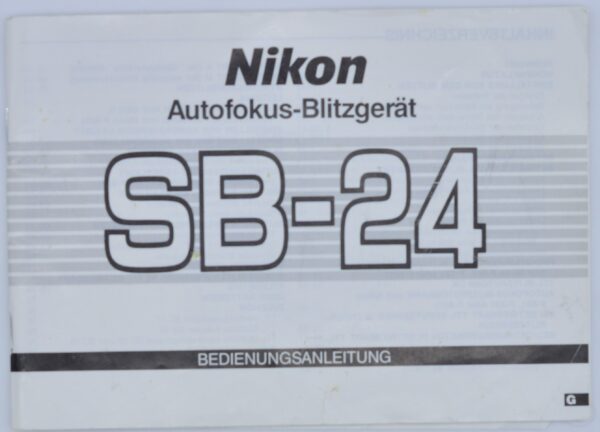 Nikon
Autofokus-Blitzgerät
SB-24
BEDIENUNGSANLEITUNG
G